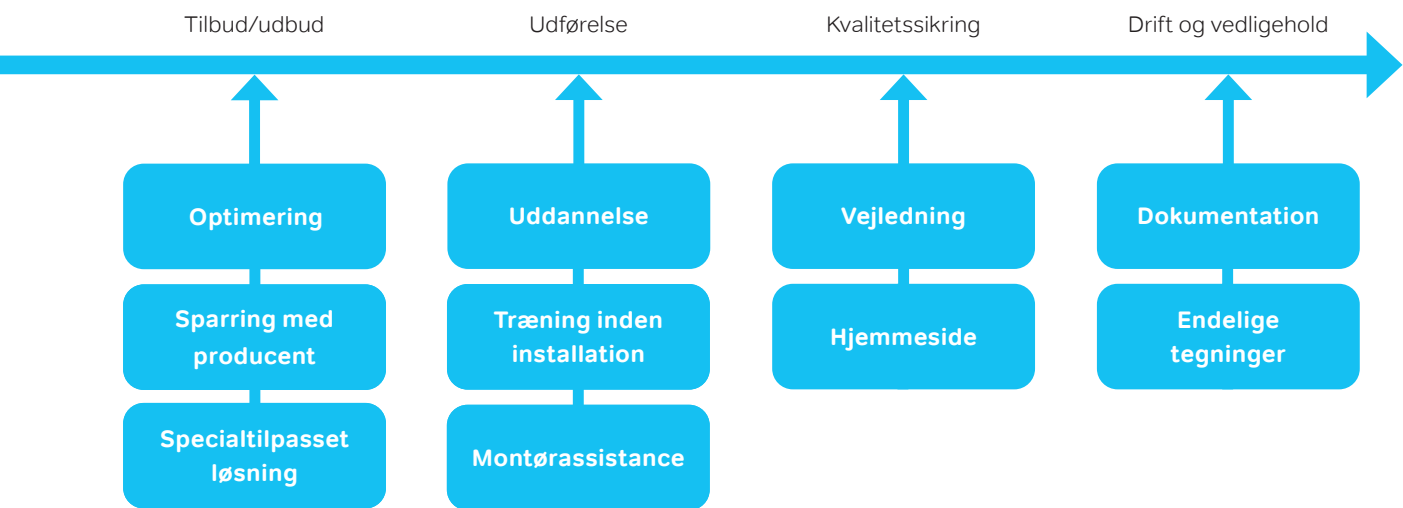 Tilbud/udbud
Udførelse
Kvalitetssikring
Drift og vedligehold
Optimering
Sparring med
producent
Specialtilpasset
løsning
Uddannelse
Træning inden
installation
Montørassistance
Vejledning
Hjemmeside
Dokumentation
Endelige
tegninger